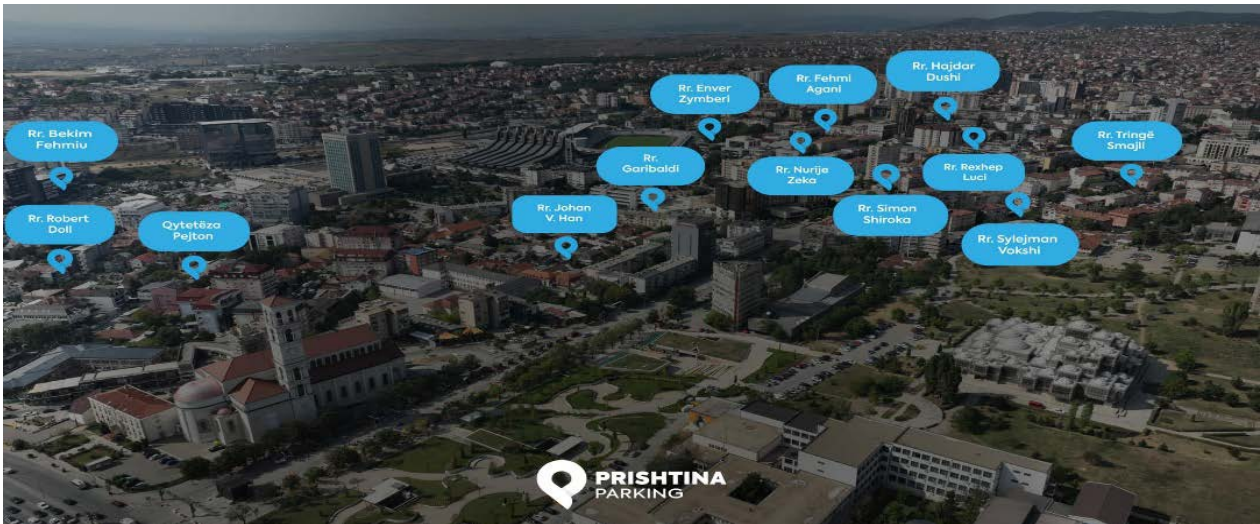 Rr. Hajdar
Dushi
Rr. Fehmi
Agani
Rr. Enver
Zymberi
Rr. Bekim
Fehmiu
Rr. Tringë
Smajli
Rr.
Garibaldi
Rr. Nurije
Zeka
Rr. Rexhep
Luci
Rr. Robert
Doll
Qytetëza
Pejton
Rr. Johan
V. Han
Rr. Simon
Shiroka
Rr. Sylejman
Vokshi
PRISHTINA
PARKING